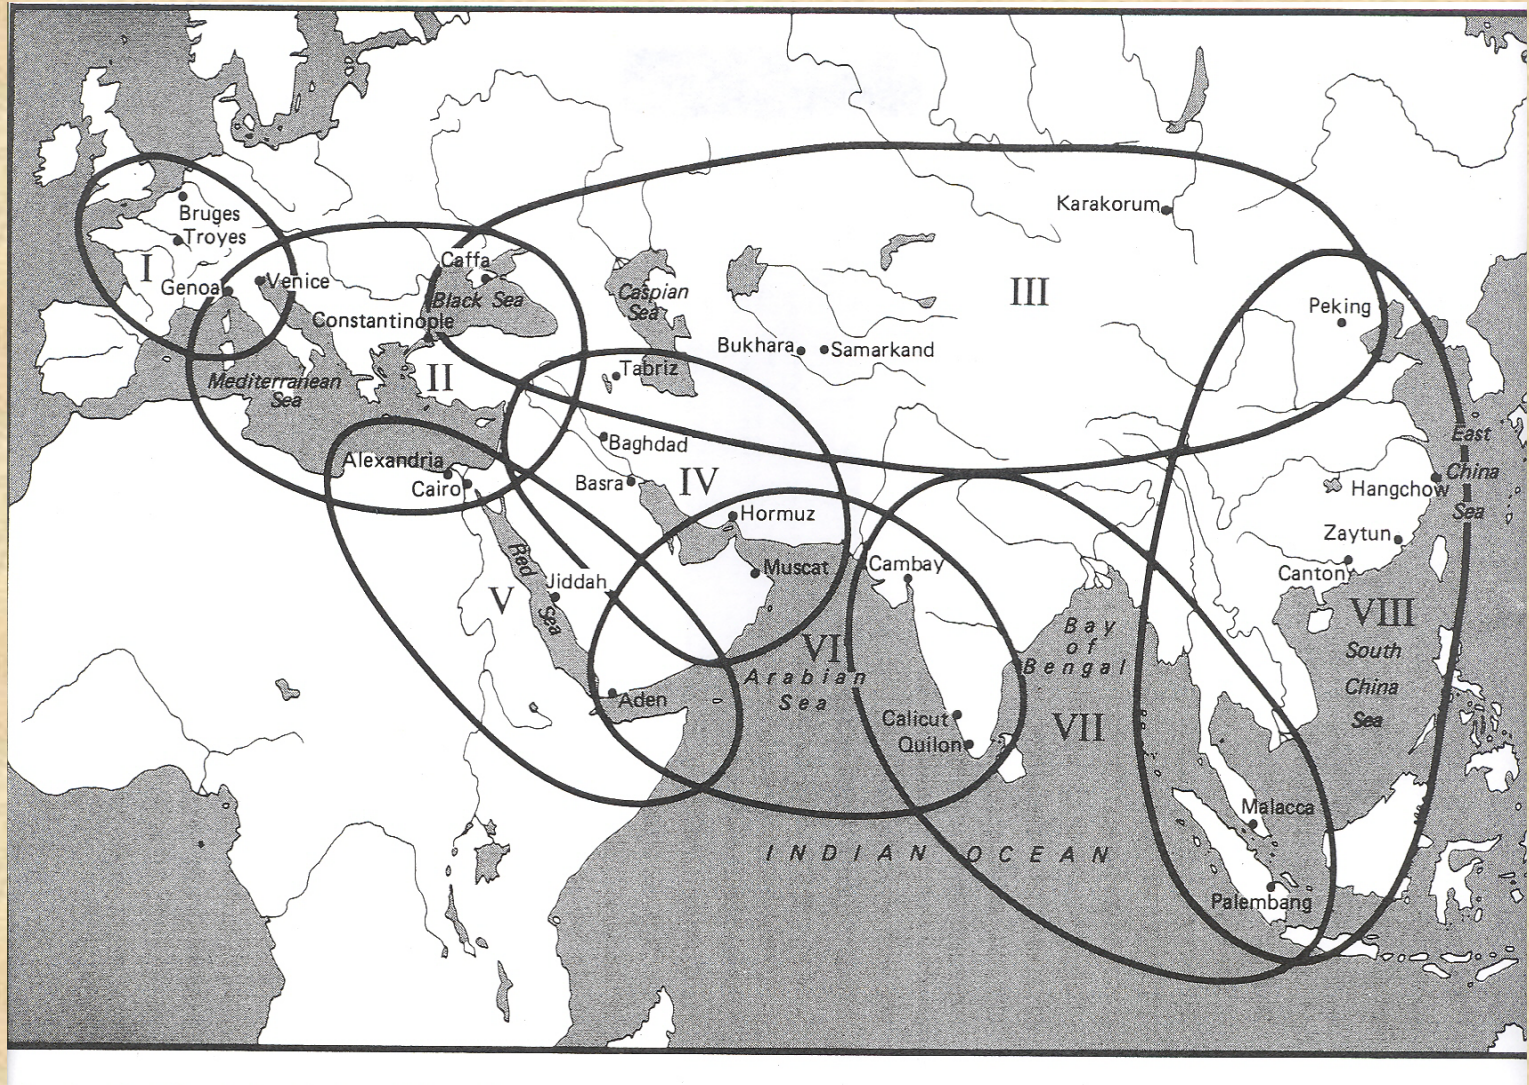 Karakorum
Bruges
Troyes
I
Genoa
Venice
Caffa
Black Sea
Constantinople
Caspian
Sea
III
Peking
Bukhara
Samarkand
II
Mediterranean
Sea
Tabriz
Baghdad
Alexandria
Cairo
Basra
IV
Hormuz
East
China
Sea
Hangchow
Zaytun
Canton
Red
Sea
Jiddah
V
Muscat
Cambay
VIII
South
China
Sea
VI
Arabian
Sea
Bay
of
Bengal
VII
Aden
Calicut
Quilon
Malacca
INDIAN OCEAN
Palembang